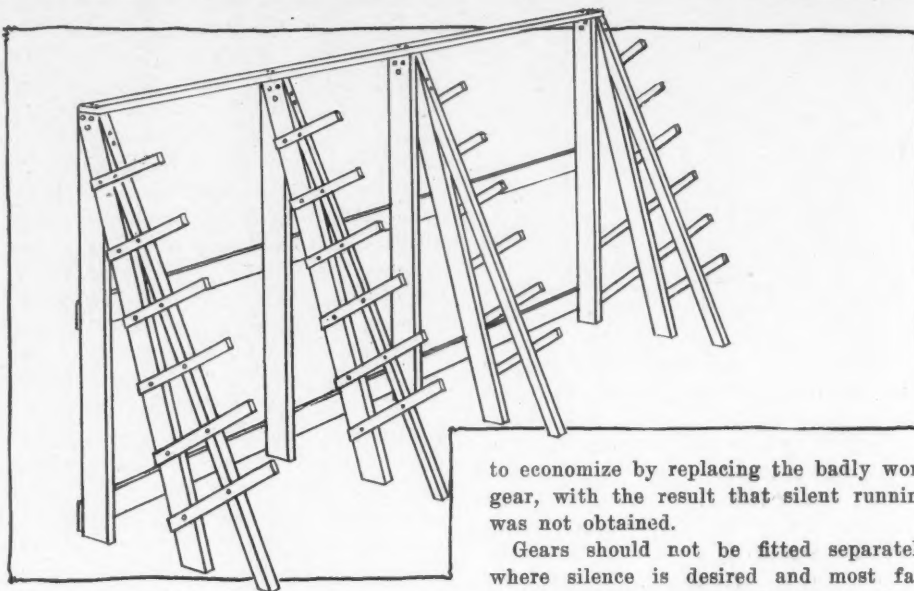 to economize by replacing the badly wor
gear, with the result that silent runnin
was not obtained.
Gears should not be fitted separatel
where silence is desired and most fa